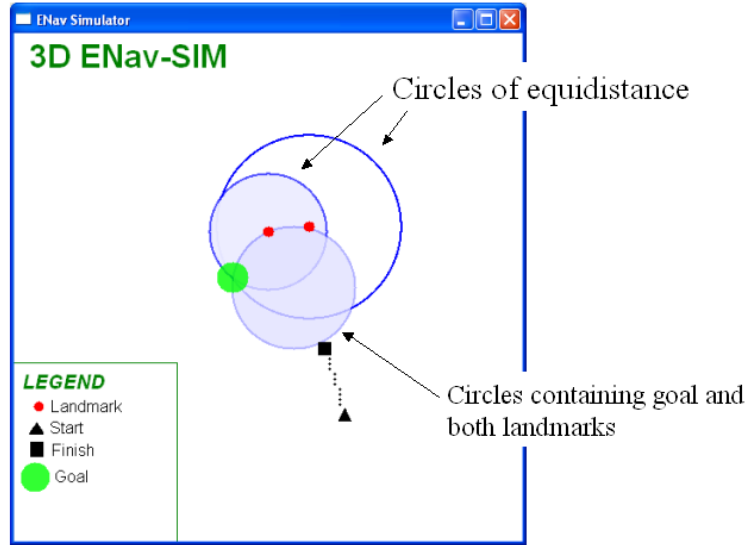 ENav Simulator
3D ENav-SIM
Circles of equidistance
LEGEND
Landmark
Start
Finish
Goal
Circles containing goal and
both landmarks